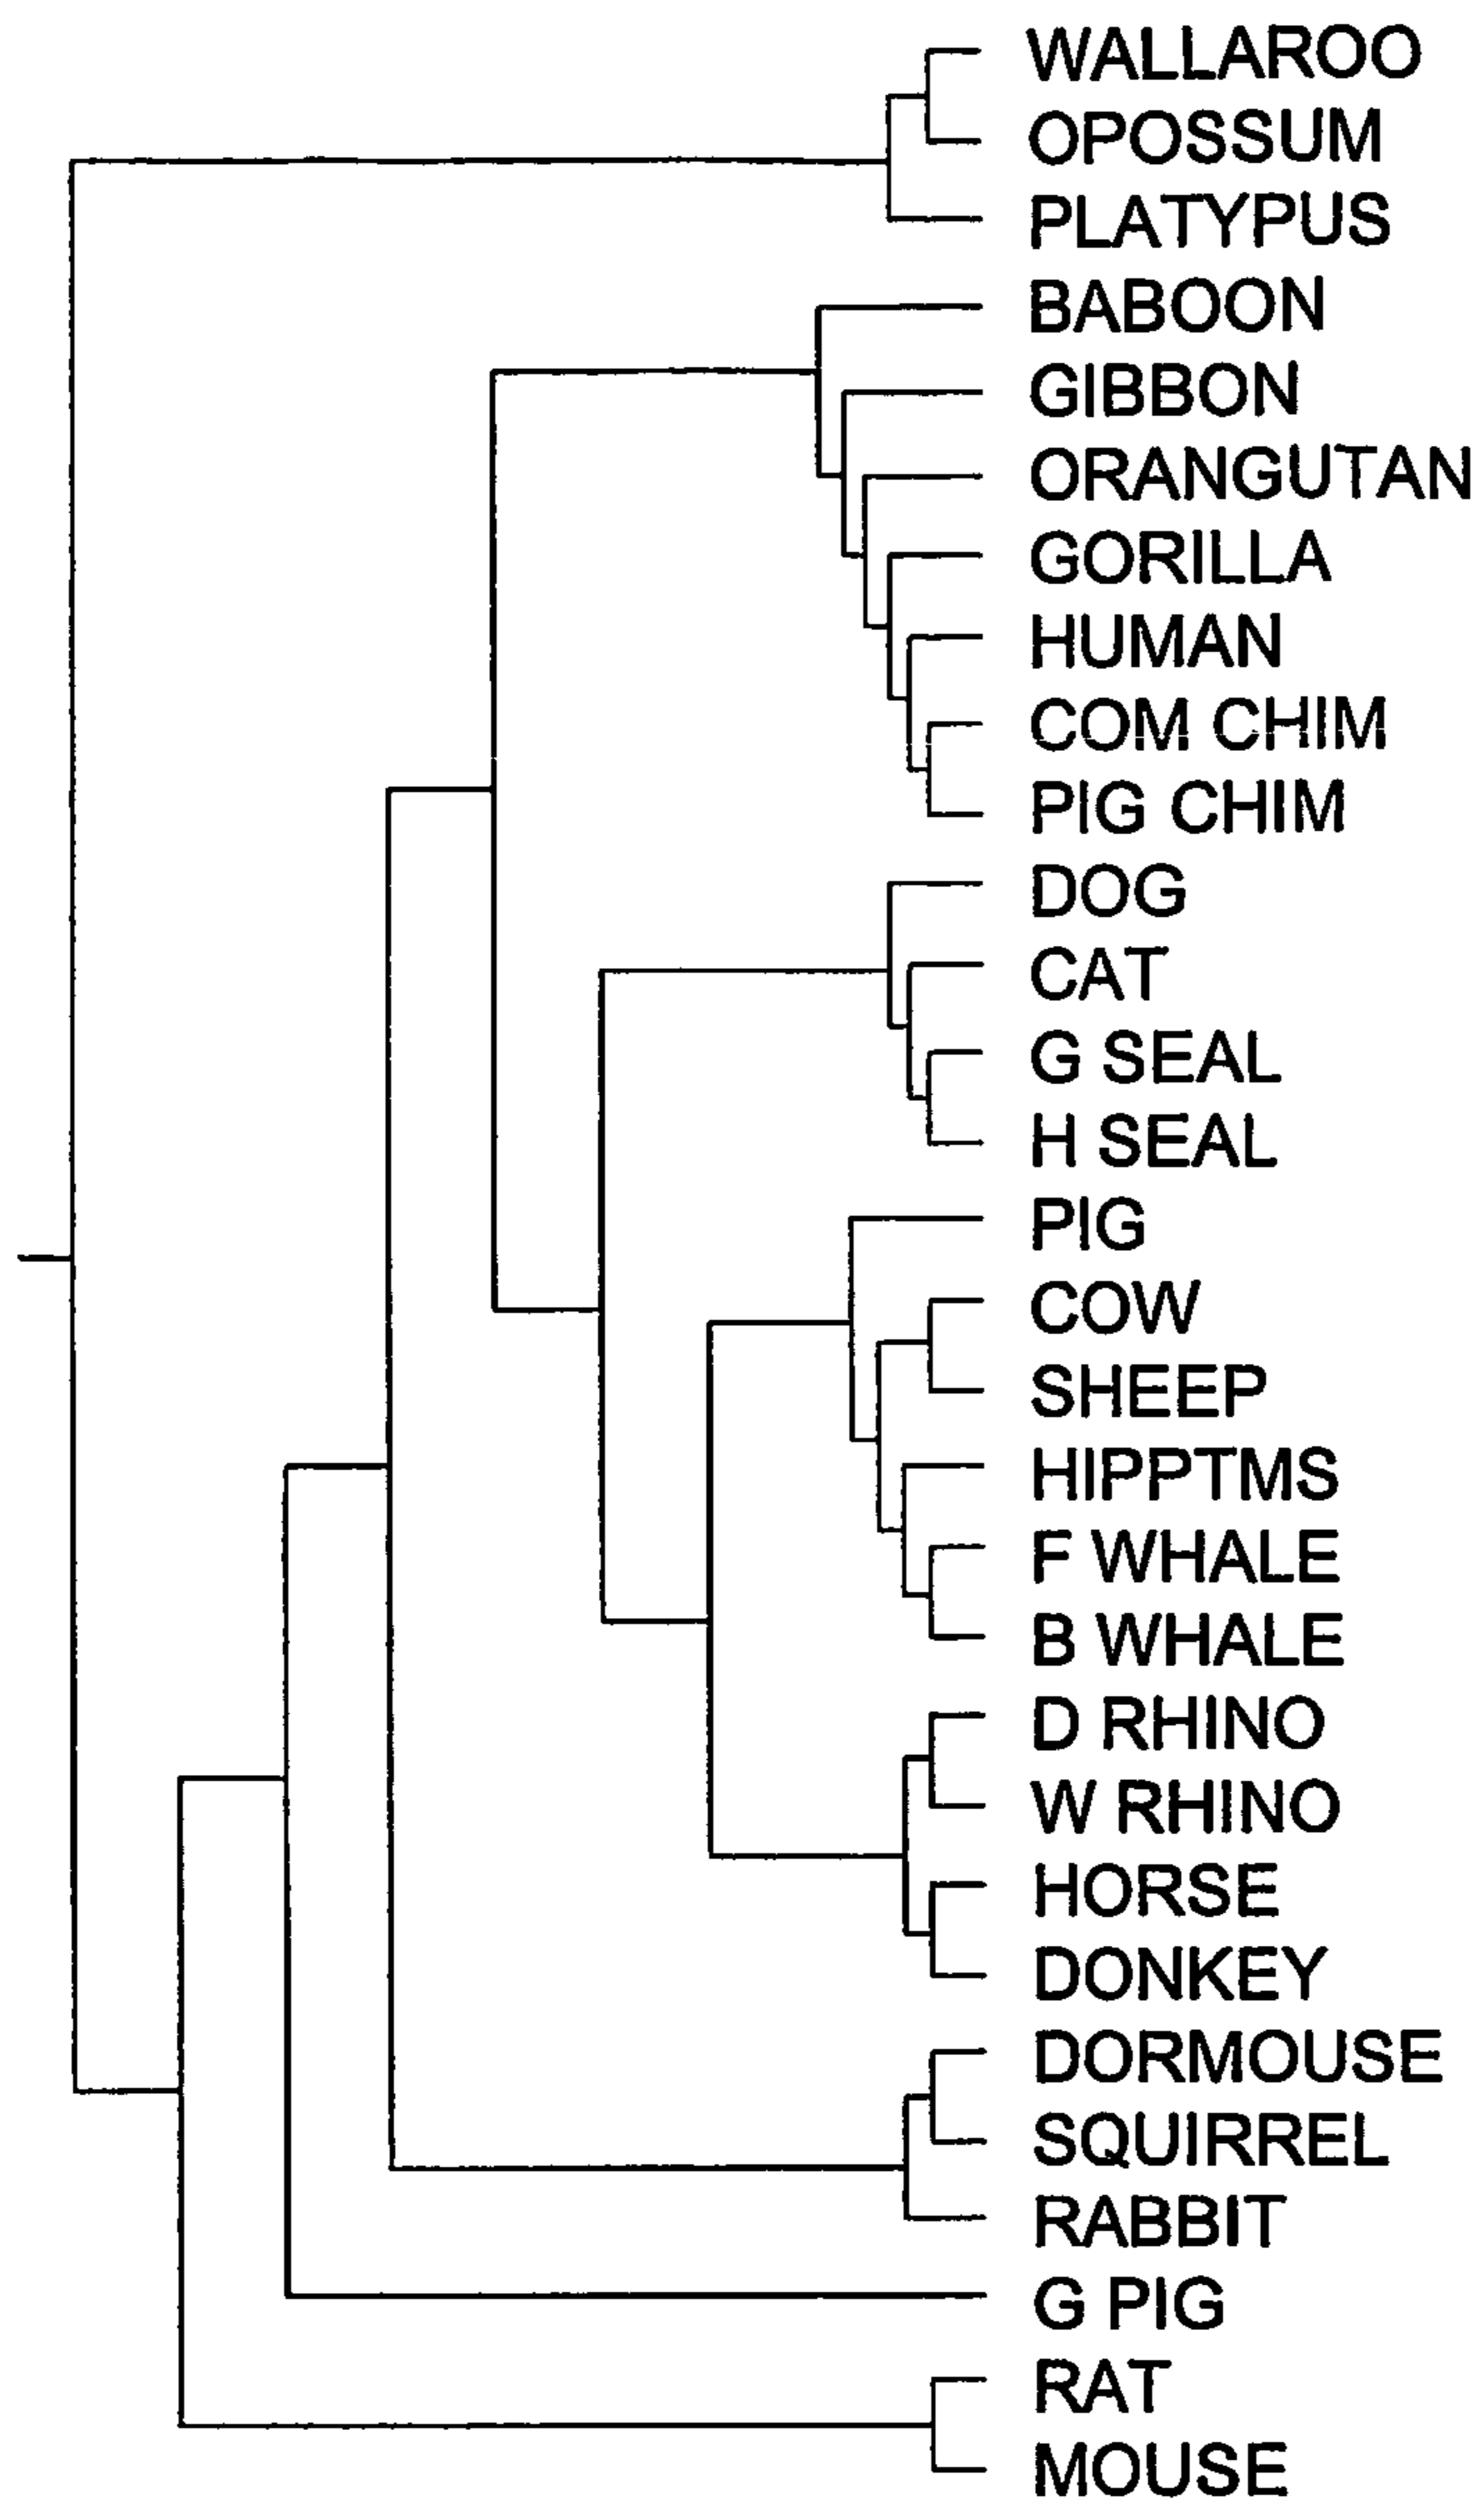 WALLAROO
OPOSSUM
PLATYPUS
BABOON
GIBBON
ORANGUTAN
GORILLA
HUMAN
COM CHIM
PIG CHIM
DOG
CAT
G SEAL
H SEAL
PIG
COW
SHEEP
HIPPTMS
F WHALE
B WHALE
D RHINO
W RHINO
HORSE
DONKEY
DORMOUSE
SQUIRREL
RABBIT
G PIG
RAT
MOUSE